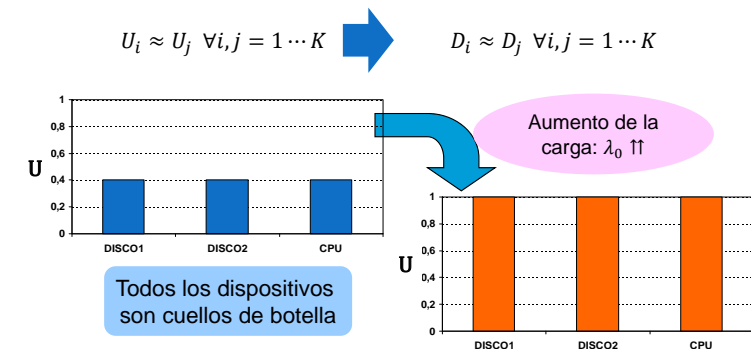 U_i ≈ U_j ∀i, j = 1 ⋯ K
D_i ≈ D_j ∀i, j = 1 ⋯ K
Aumento de la
carga: λ_0 ⇈
U
1
0,8
0,6
0,4
0,2
0
DISCO1 DISCO2 CPU
Todos los dispositivos
son cuellos de botella
U
1
0,8
0,6
0,4
0,2
0
DISCO1 DISCO2 CPU